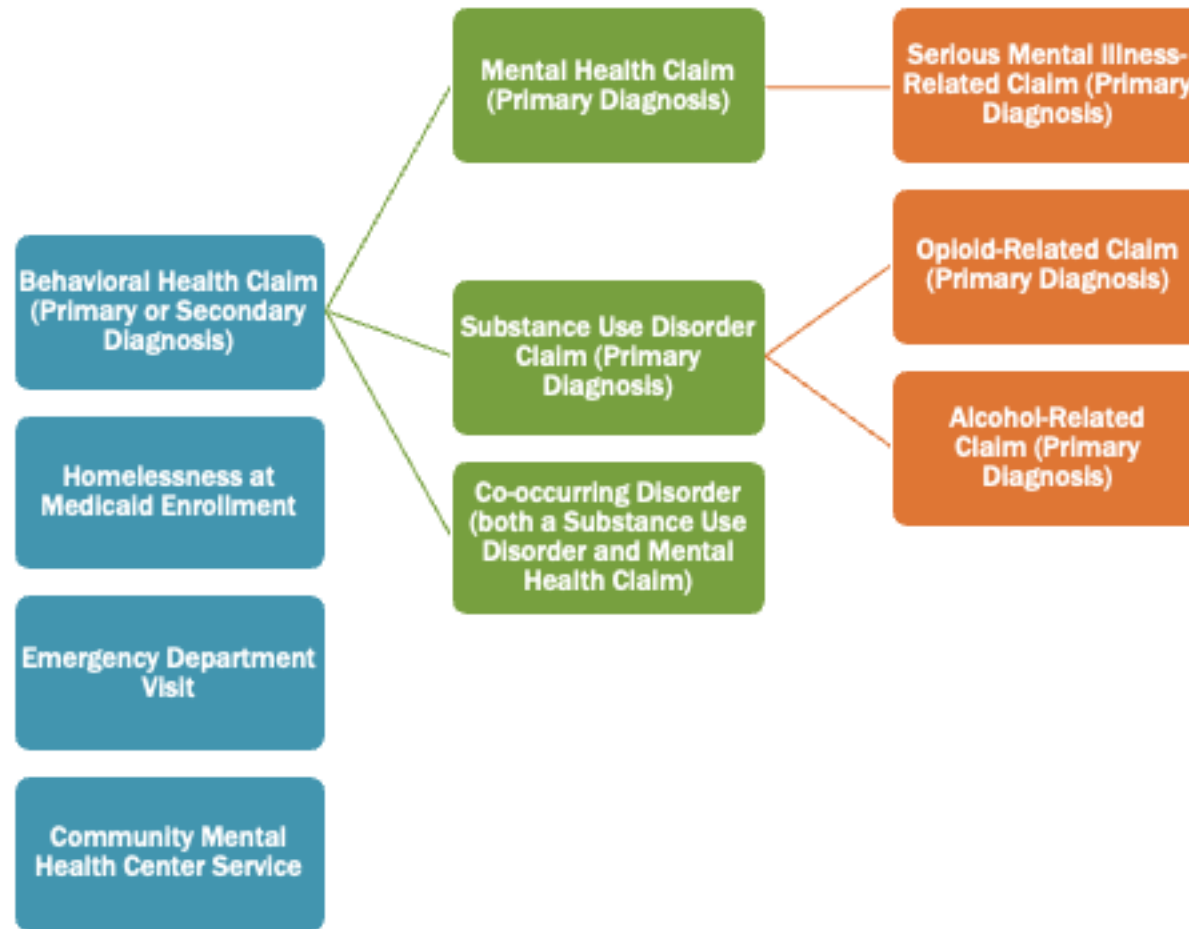 Mental Health Claim
(Primary Diagnosis)
Serious Mental Illness-
Related Claim (Primary
Diagnosis)
Behavioral Health Claim
(Primary or Secondary
Diagnosis)
Substance Use Disorder
Claim (Primary
Diagnosis)
Opioid-Related Claim
(Primary Diagnosis)
Alcohol-Related
Claim (Primary
Diagnosis)
Homelessness at
Medicaid Enrollment
Co-occurring Disorder
(both a Substance Use
Disorder and Mental
Health Claim)
Emergency Department
Visit
Community Mental
Health Center Service